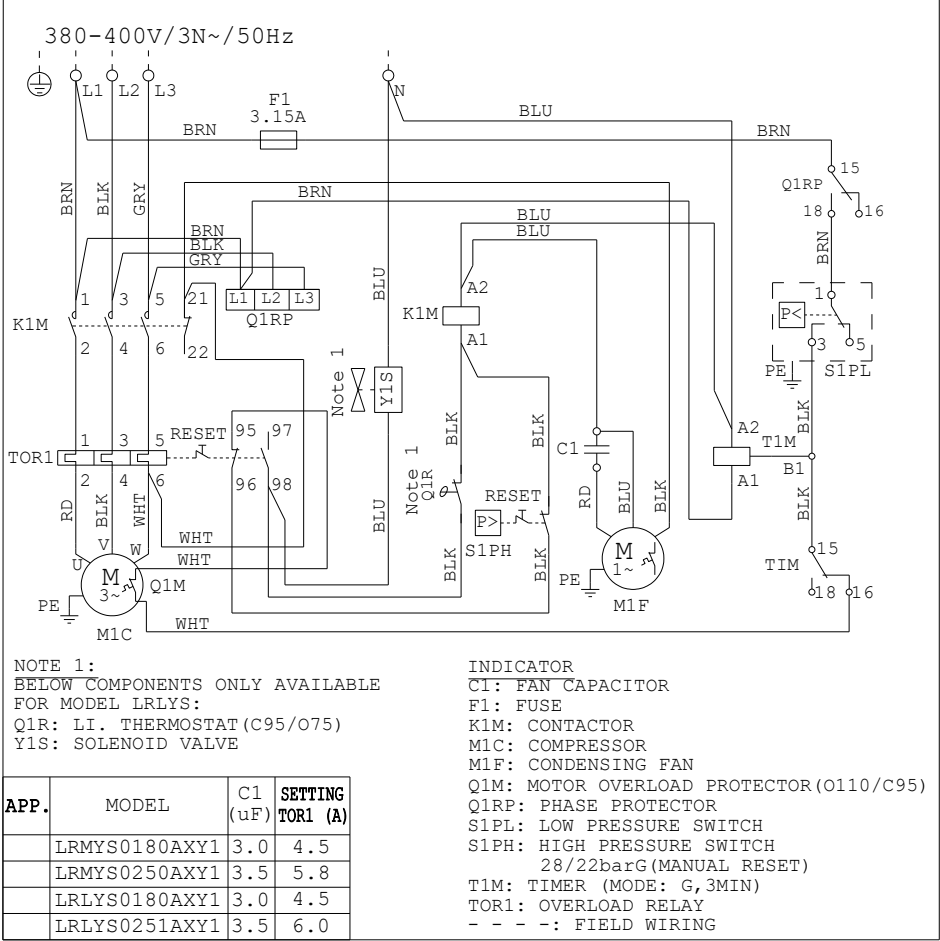 380-400V/3N~/50Hz
L1 L2 L3 N
F1
3.15A
BRN BLU BRN
15
Q1RP
18 16
BRN BLK GRY BRN
BLU
BLU
BRN
BLK
GRY
BRN
BLU
L1 L2 L3
Q1RP
1 3 5 21
K1M
2 4 6 22
A2
K1M
A1
1
P<
3 5
PE S1PL
Note 1
Y1S
BLK BLK BLK
1 3 5 RESET 95 97
TOR1
2 4 6 96 98
Note 1
Q1R
C1
A2
T1M
B1
A1
RD BLK WHT BLU RD BLU BLK BLK
RESET
P>
S1PH
WHT
WHT
U V W
M
3~
Q1M
PE
M1C
WHT
BLK BLK
M
1~
PE
M1F
15
TIM
18 16
NOTE 1:
BELOW COMPONENTS ONLY AVAILABLE
FOR MODEL LRLYS:
Q1R: LI. THERMOSTAT(C95/O75)
Y1S: SOLENOID VALVE
INDICATOR
C1: FAN CAPACITOR
F1: FUSE
K1M: CONTACTOR
M1C: COMPRESSOR
M1F: CONDENSING FAN
Q1M: MOTOR OVERLOAD PROTECTOR(O110/C95)
Q1RP: PHASE PROTECTOR
S1PL: LOW PRESSURE SWITCH
S1PH: HIGH PRESSURE SWITCH
28/22barG(MANUAL RESET)
T1M: TIMER (MODE: G,3MIN)
TOR1: OVERLOAD RELAY
- - - -: FIELD WIRING
APP. MODEL C1 (uF) SETTING TOR1 (A)
LRMYS0180AXY1 3.0 4.5
LRMYS0250AXY1 3.5 5.8
LRLYS0180AXY1 3.0 4.5
LRLYS0251AXY1 3.5 6.0